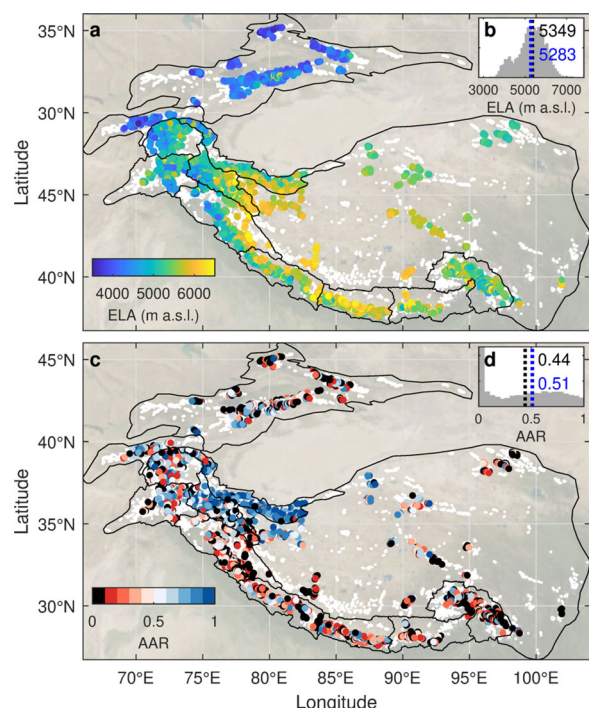 a
b
5349
5283
3000 5000 7000
ELA (m a.s.l.)
35°N
30°N
45°N
40°N
Latitude
4000 5000 6000
ELA (m a.s.l.)
c
d
0.44
0.51
0 0.5 1
AAR
45°N
40°N
35°N
30°N
Latitude
0 0.5 1
AAR
70°E 75°E 80°E 85°E 90°E 95°E 100°E
Longitude